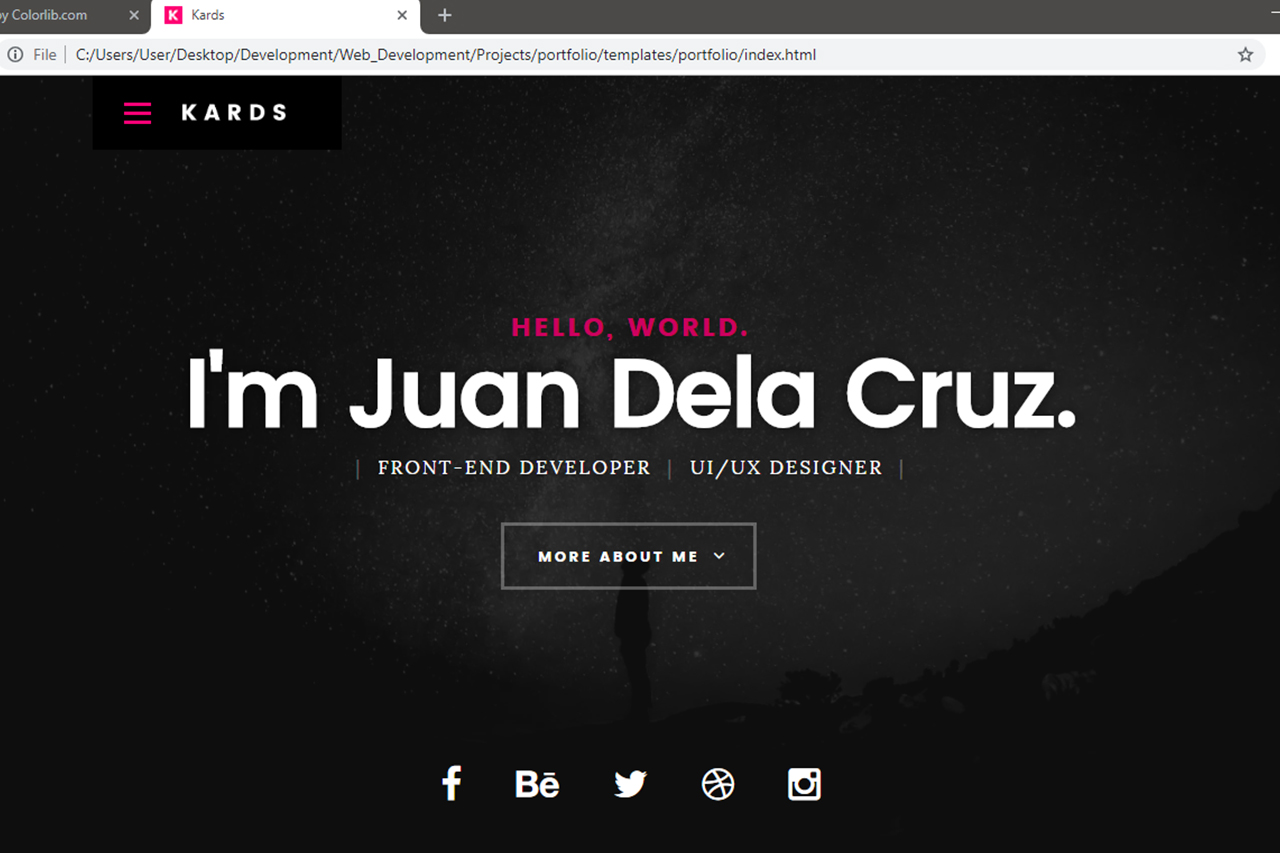 by Colorlib.com
K Kards
File C:/Users/User/Desktop/Development/Web_Development/Projects/portfolio/templates/portfolio/index.html
KARDS
HELLO, WORLD.
I'm Juan Dela Cruz.
| FRONT-END DEVELOPER | UI/UX DESIGNER |
MORE ABOUT ME
Bē